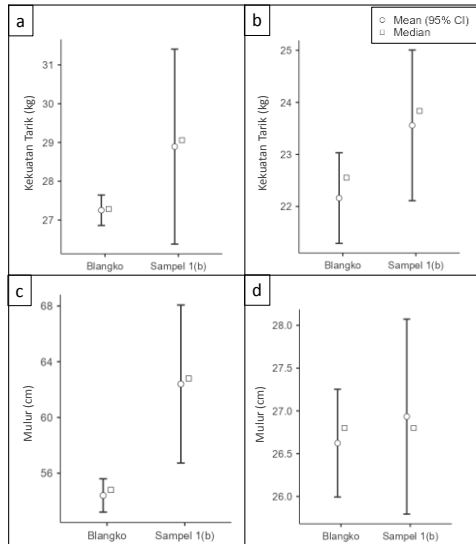 a
Kekuatan Tarik (kg)
31
30
29
28
27
Blangko Sampel 1(b)
b
Mean (95% CI)
Median
Kekuatan Tarik (kg)
25
24
23
22
Blangko Sampel 1(b)
c
Mulur (cm)
68
64
60
56
Blangko Sampel 1(b)
d
Mulur (cm)
28.0
27.5
27.0
26.5
26.0
Blangko Sampel 1(b)